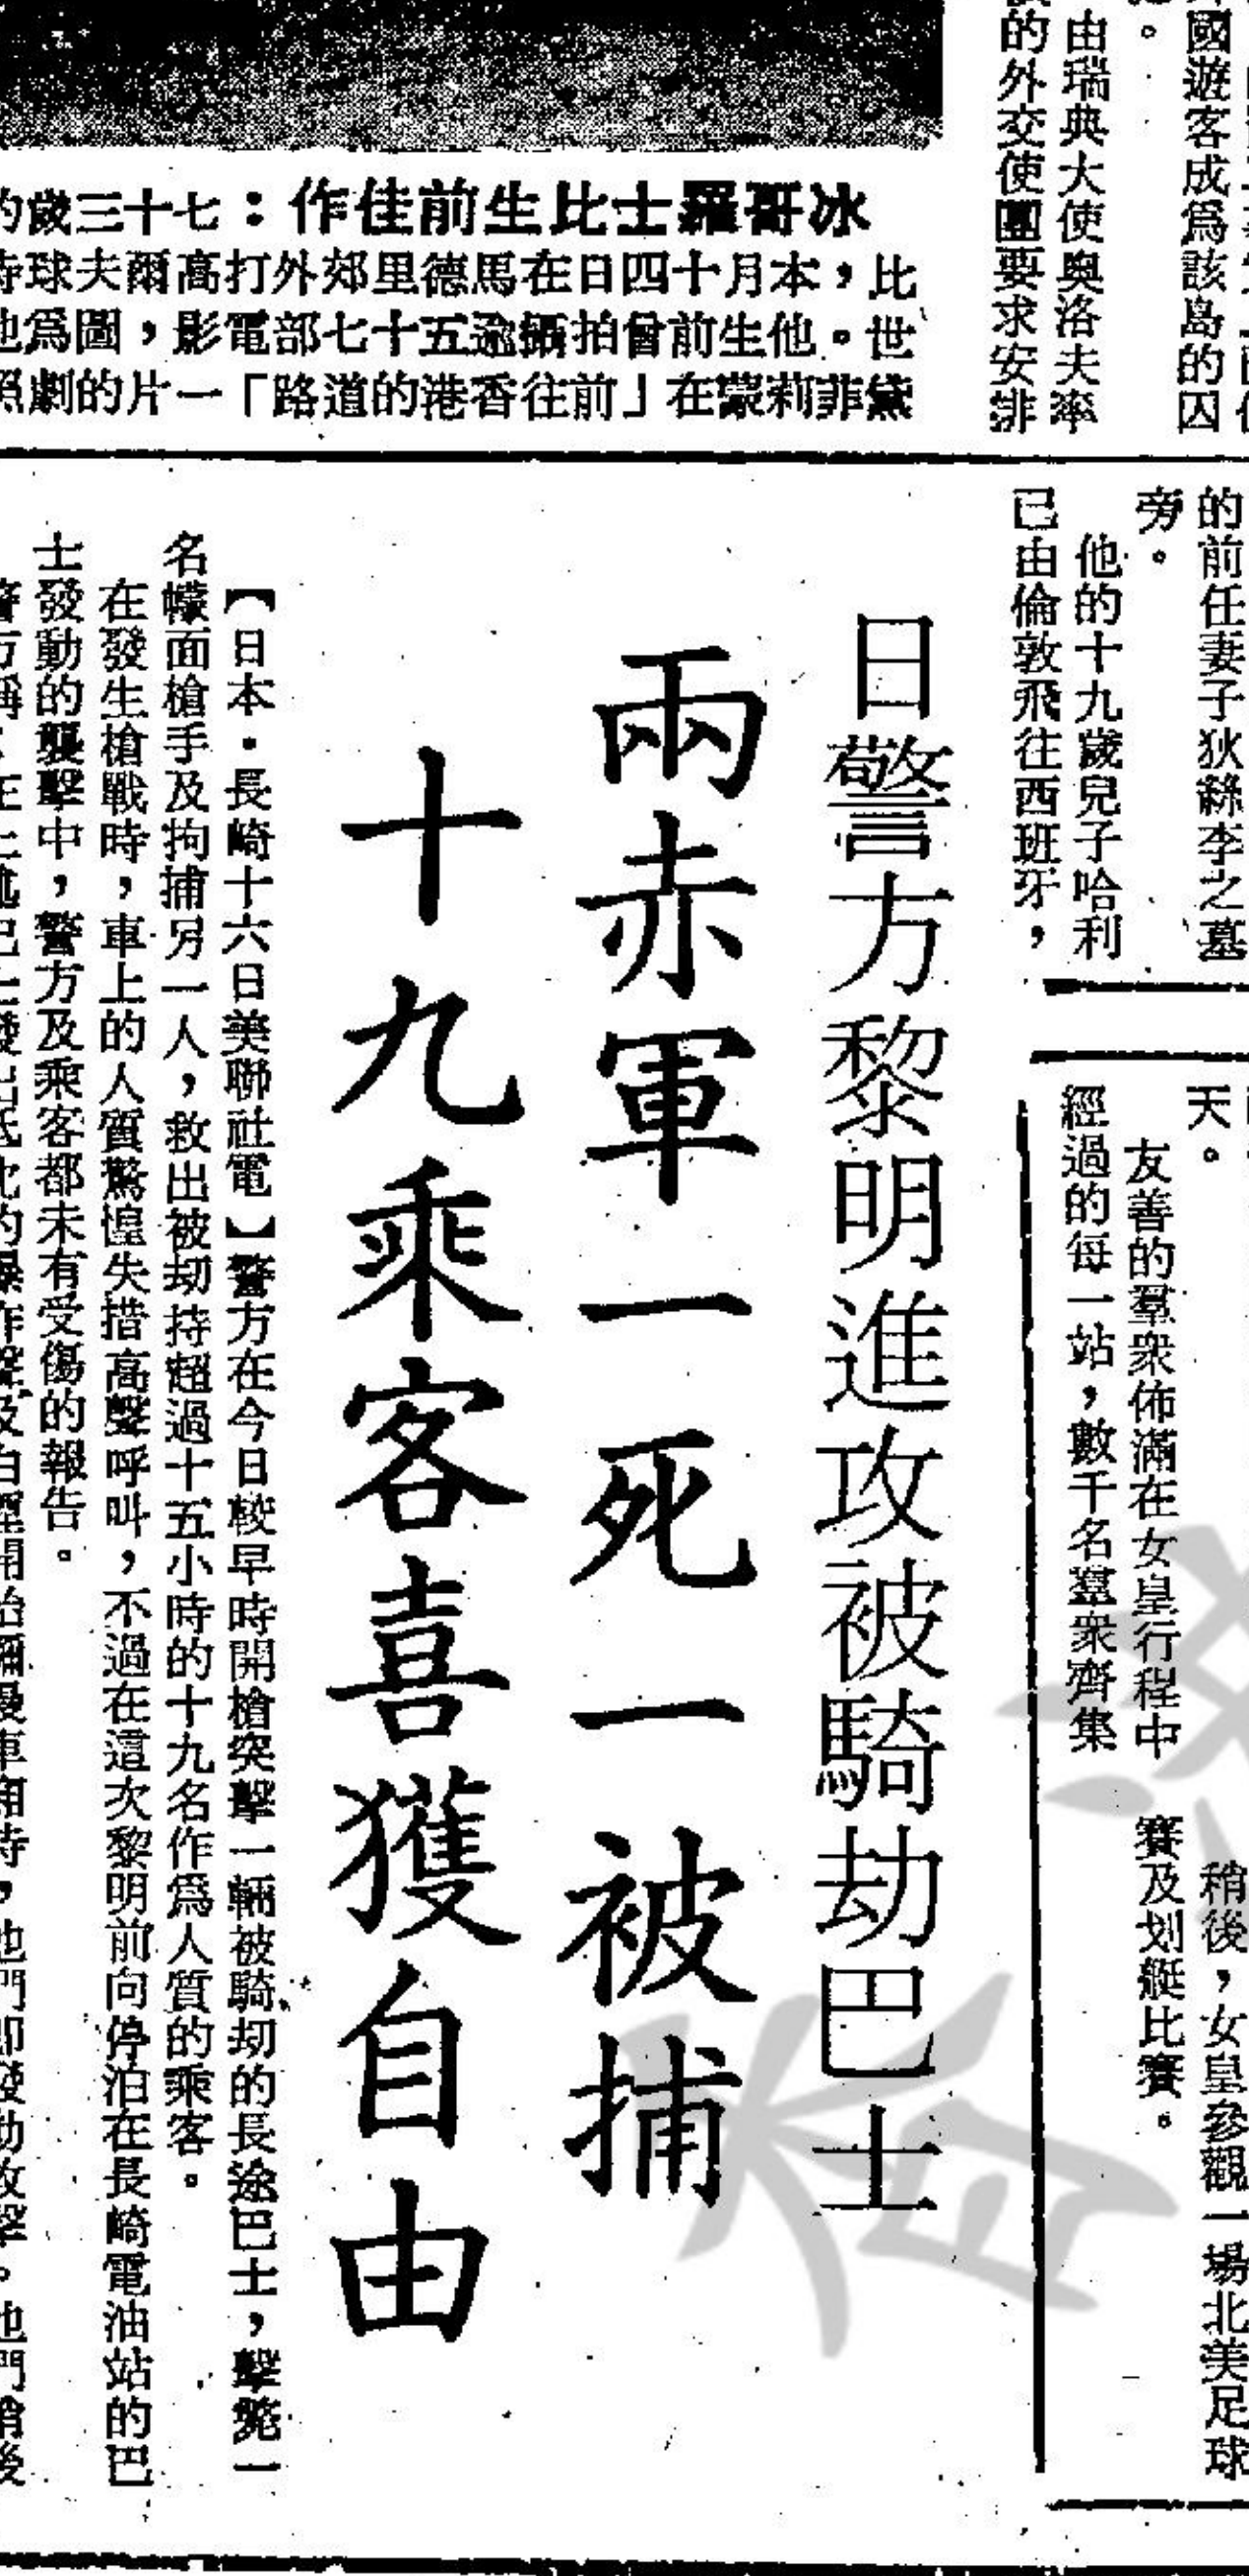 國遊客成爲該島的囚
。
由瑞典大使與洛夫率
的外交使團要求安排
冰哥羅士比生前佳作：七十三歲的
比，本月十四日在馬德里郊外打高爾夫球時
世。他生前曾拍攝逾五十七部電影，圖爲他
黛菲莉蒙在「前往香港的道路」一片的劇照
的前任妻子狄絲李之墓
旁。
他的十九歲兒子哈利
已由倫敦飛往西班牙，
稍後，女皇參觀一場北美足球
賽及划艇比賽。
天。
友善的羣衆佈滿在女皇行程中
經過的每一站，數千名羣衆齊集
日警方黎明進攻被騎劫巴士
兩赤軍一死一被捕
十九乘客喜獲自由
【日本·長崎十六日美聯社電】警方在今日較早時開槍突擊一輛被騎刧的長途巴士，擊斃一
名幪面槍手及拘捕另一人，救出被刧持超過十五小時的十九名作爲人質的乘客。
在發生槍戰時，車上的人質驚惶失措高聲呼叫，不過在這次黎明前向停泊在長崎電油站的巴
士發動的襲擊中，警方及乘客都未有受傷的報告。